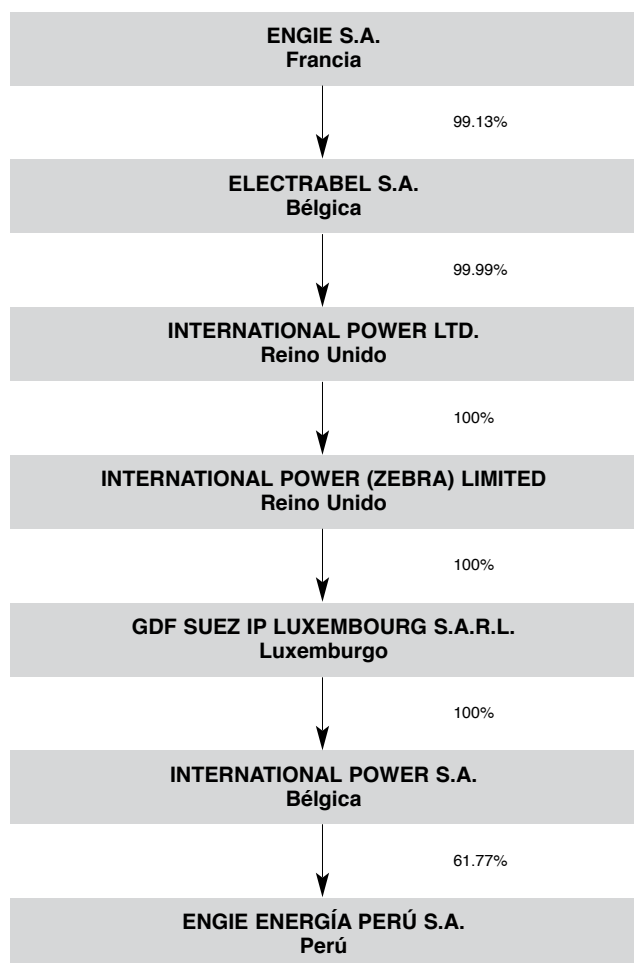 ENGIE S.A.
Francia
99.13%
ELECTRABEL S.A.
Bélgica
99.99%
INTERNATIONAL POWER LTD.
Reino Unido
100%
INTERNATIONAL POWER (ZEBRA) LIMITED
Reino Unido
100%
GDF SUEZ IP LUXEMBOURG S.A.R.L.
Luxemburgo
100%
INTERNATIONAL POWER S.A.
Bélgica
61.77%
ENGIE ENERGÍA PERÚ S.A.
Perú